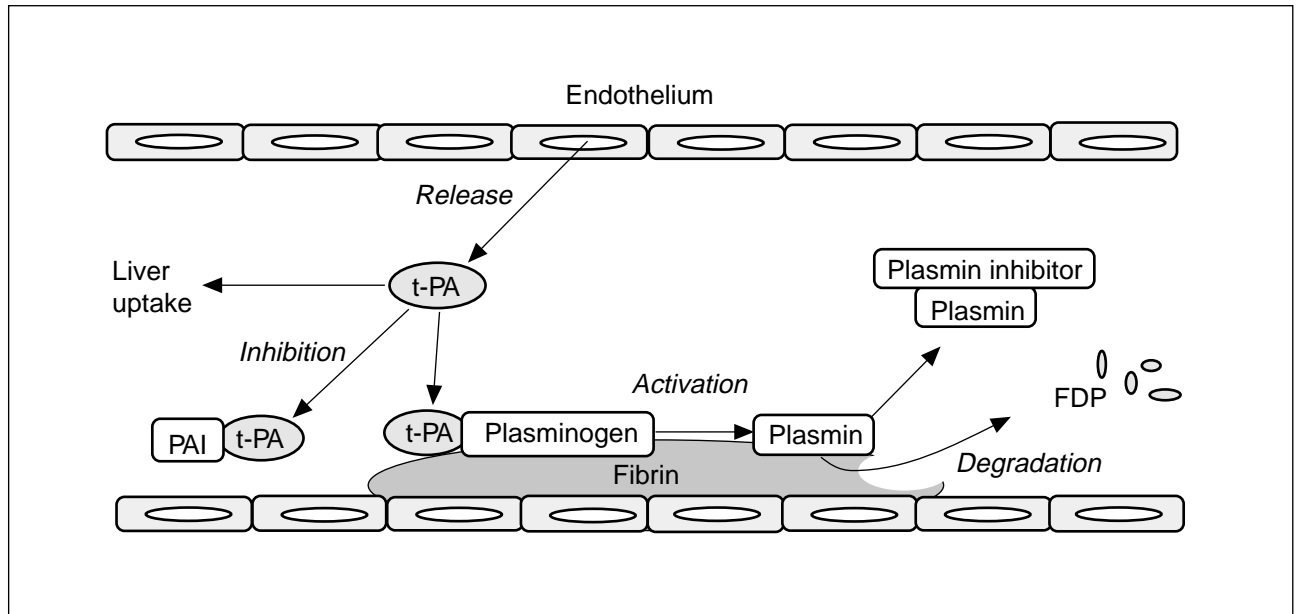 Endothelium
Release
Liver
uptake
t-PA
Plasmin inhibitor
Plasmin
Inhibition
Activation
FDP
PAI
t-PA
t-PA
Plasminogen
Plasmin
Degradation
Fibrin